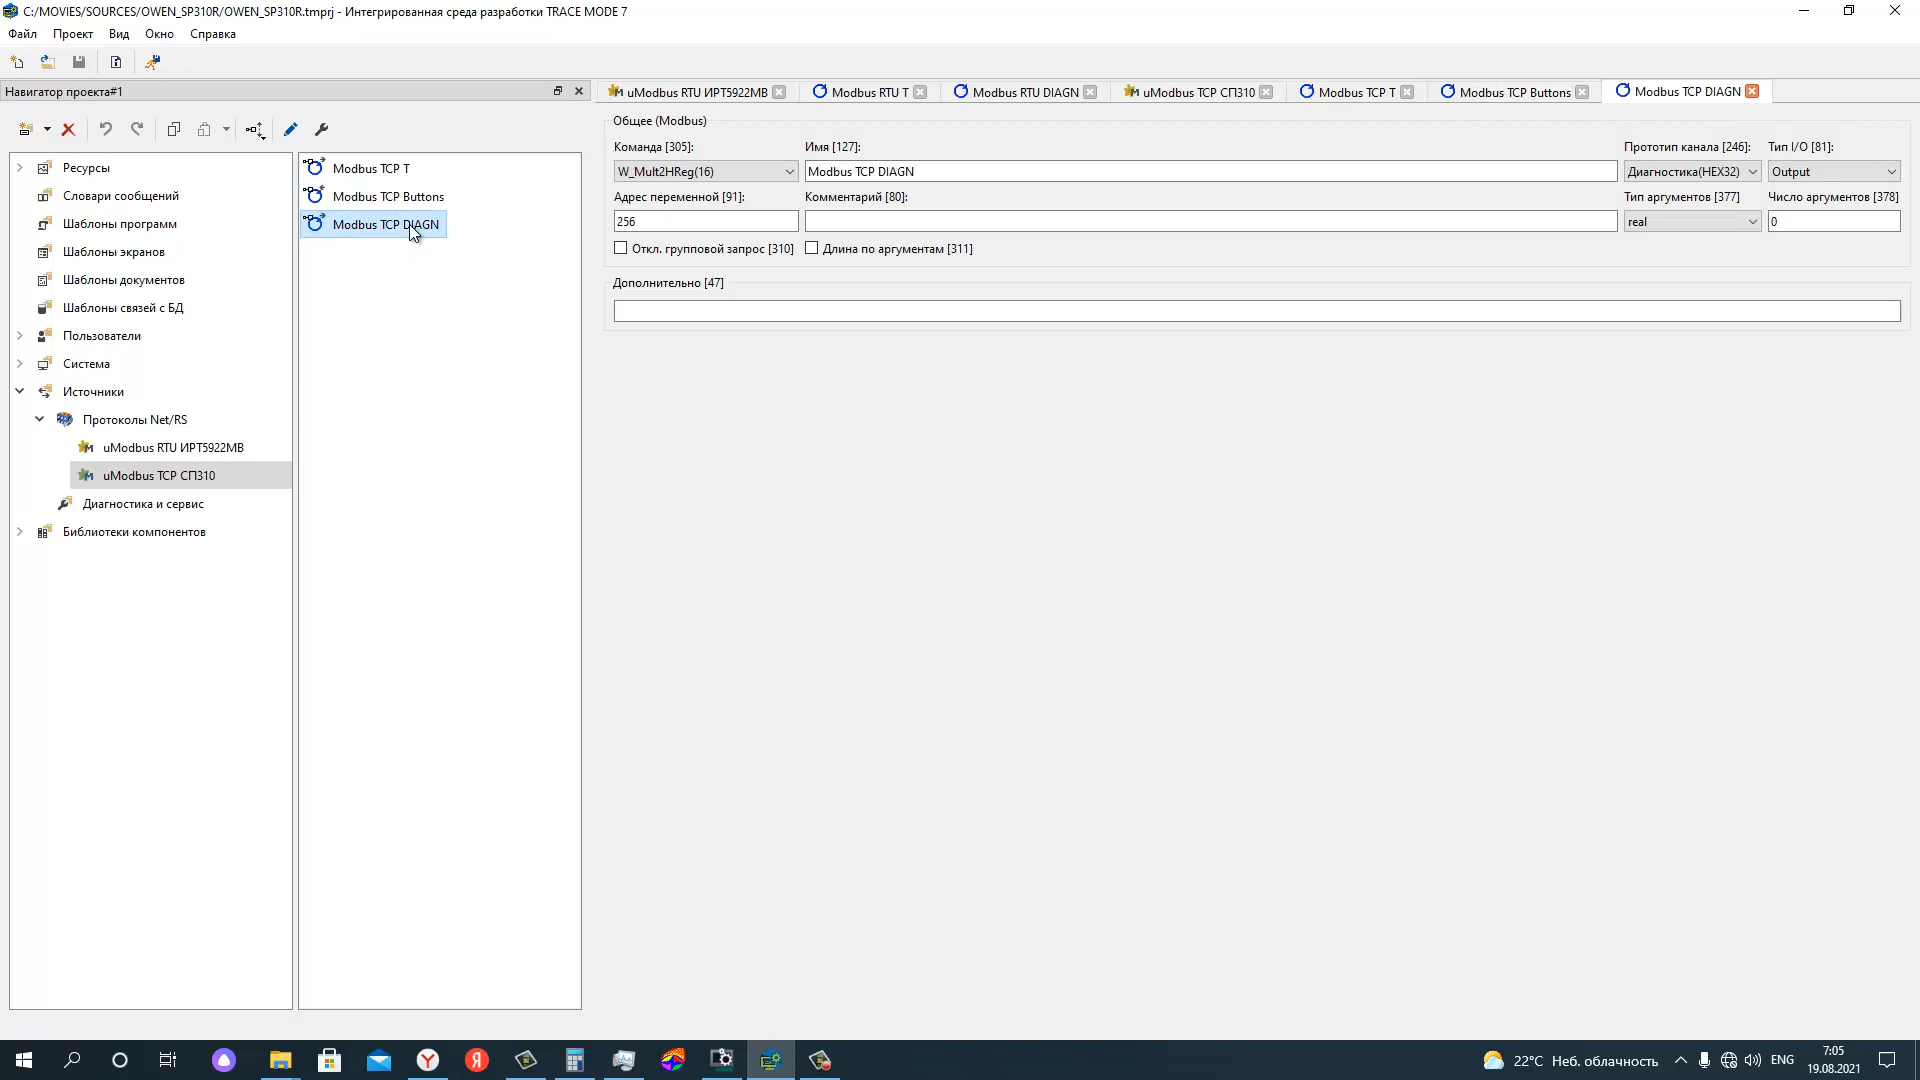 C:/MOVIES/SOURCES/OWEN_SP310R/OWEN_SP310R.tmprj - Интегрированная среда разработки TRACE MODE 7
Файл Проект Вид Окно Справка
Навигатор проекта#1
uModbus RTU ИРТ5922МВ Modbus RTU T Modbus RTU DIAGN uModbus TCP СП310 Modbus TCP T Modbus TCP Buttons Modbus TCP DIAGN
Ресурсы
Словари сообщений
Шаблоны программ
Шаблоны экранов
Шаблоны документов
Шаблоны связей с БД
Пользователи
Система
Источники
Протоколы Net/RS
uModbus RTU ИРТ5922МВ
uModbus TCP СП310
Диагностика и сервис
Библиотеки компонентов
Modbus TCP T
Modbus TCP Buttons
Modbus TCP DIAGN
Общее (Modbus)
Команда [305]: Имя [127]: Прототип канала [246]: Тип I/O [81]:
W_Mult2HReg(16) Modbus TCP DIAGN Диагностика(HEX32) Output
Адрес переменной [91]: Комментарий [80]: Тип аргументов [377] Число аргументов [378]
256 real 0
Откл. групповой запрос [310] Длина по аргументам [311]
Дополнительно [47]
22°C Неб. облачность ENG 7:05
19.08.2021